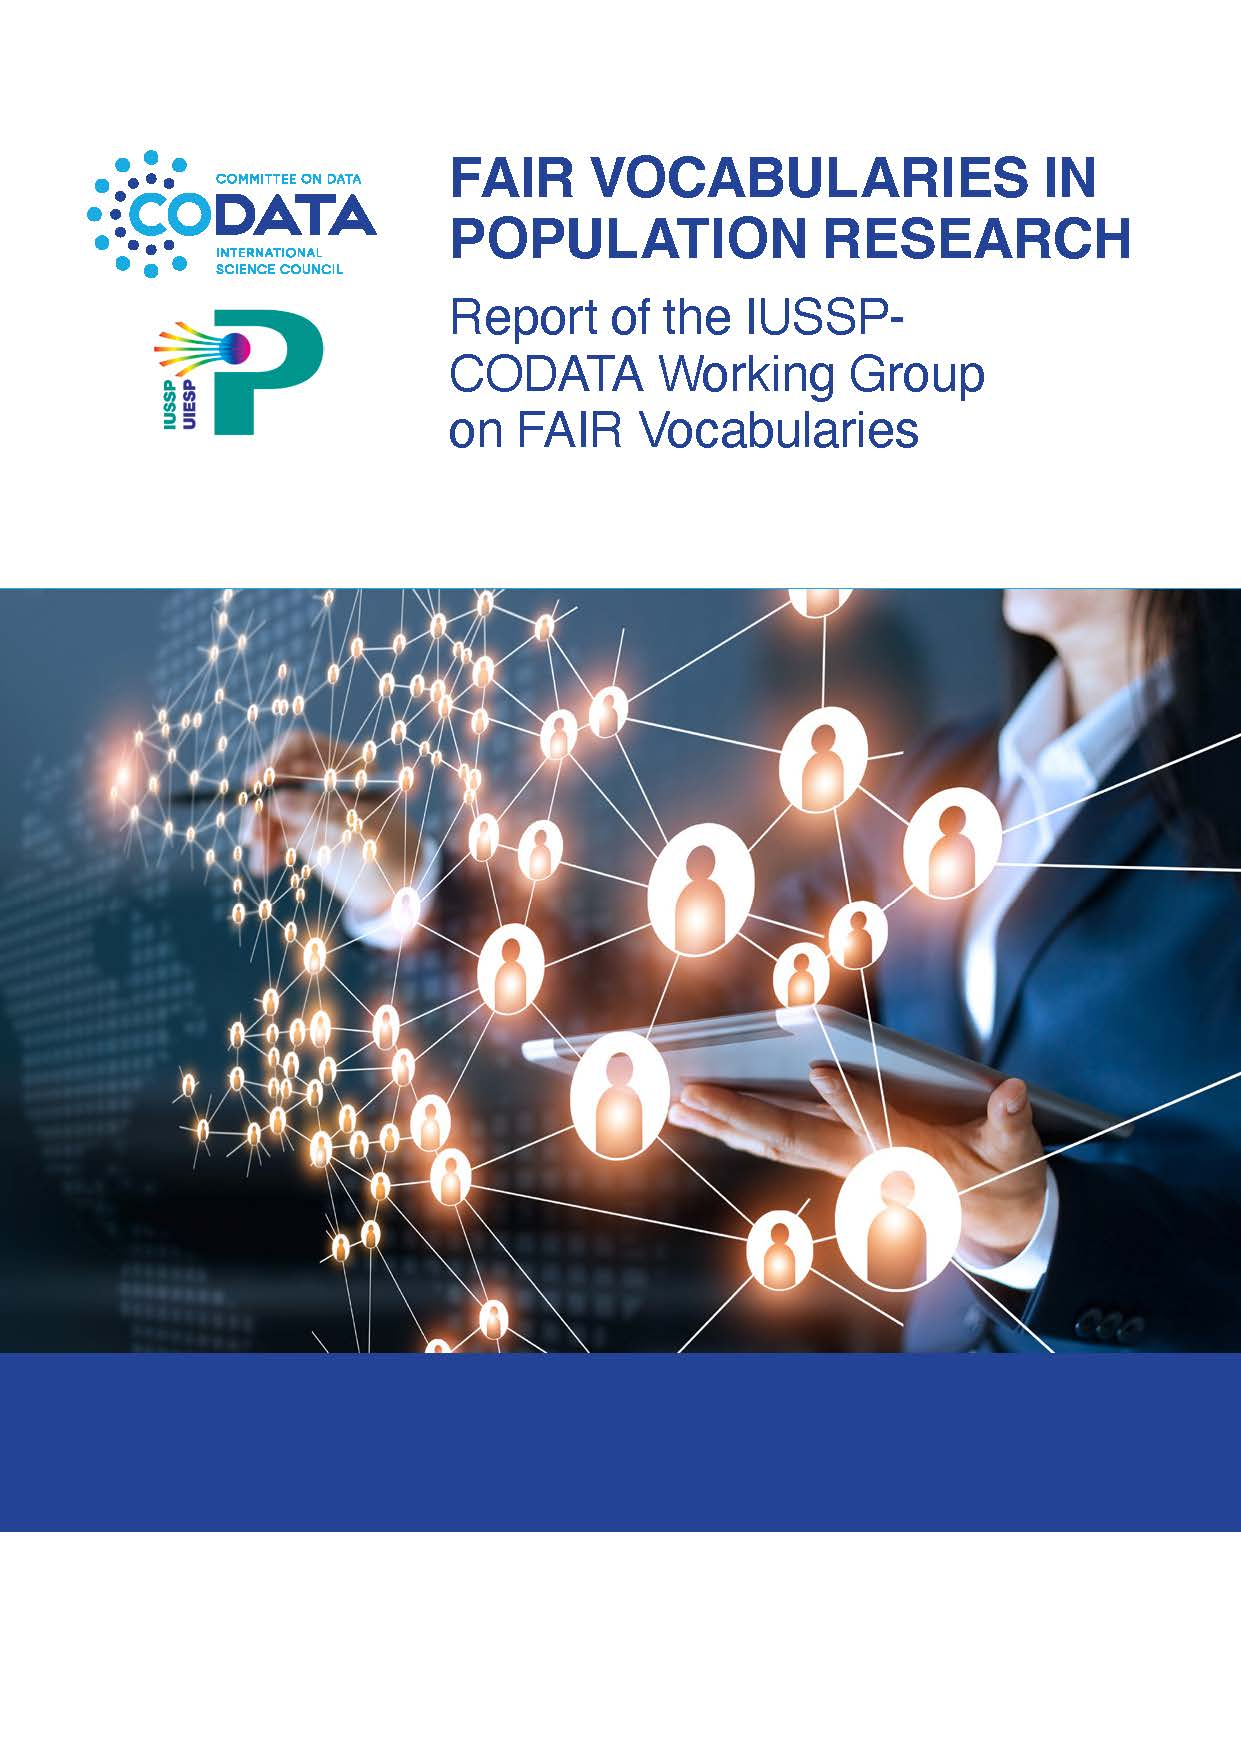 COMMITTEE ON DATA
CODATA
INTERNATIONAL
SCIENCE COUNCIL
IUSSP
UIESP
P
FAIR VOCABULARIES IN
POPULATION RESEARCH
Report of the IUSSP-
CODATA Working Group
on FAIR Vocabularies